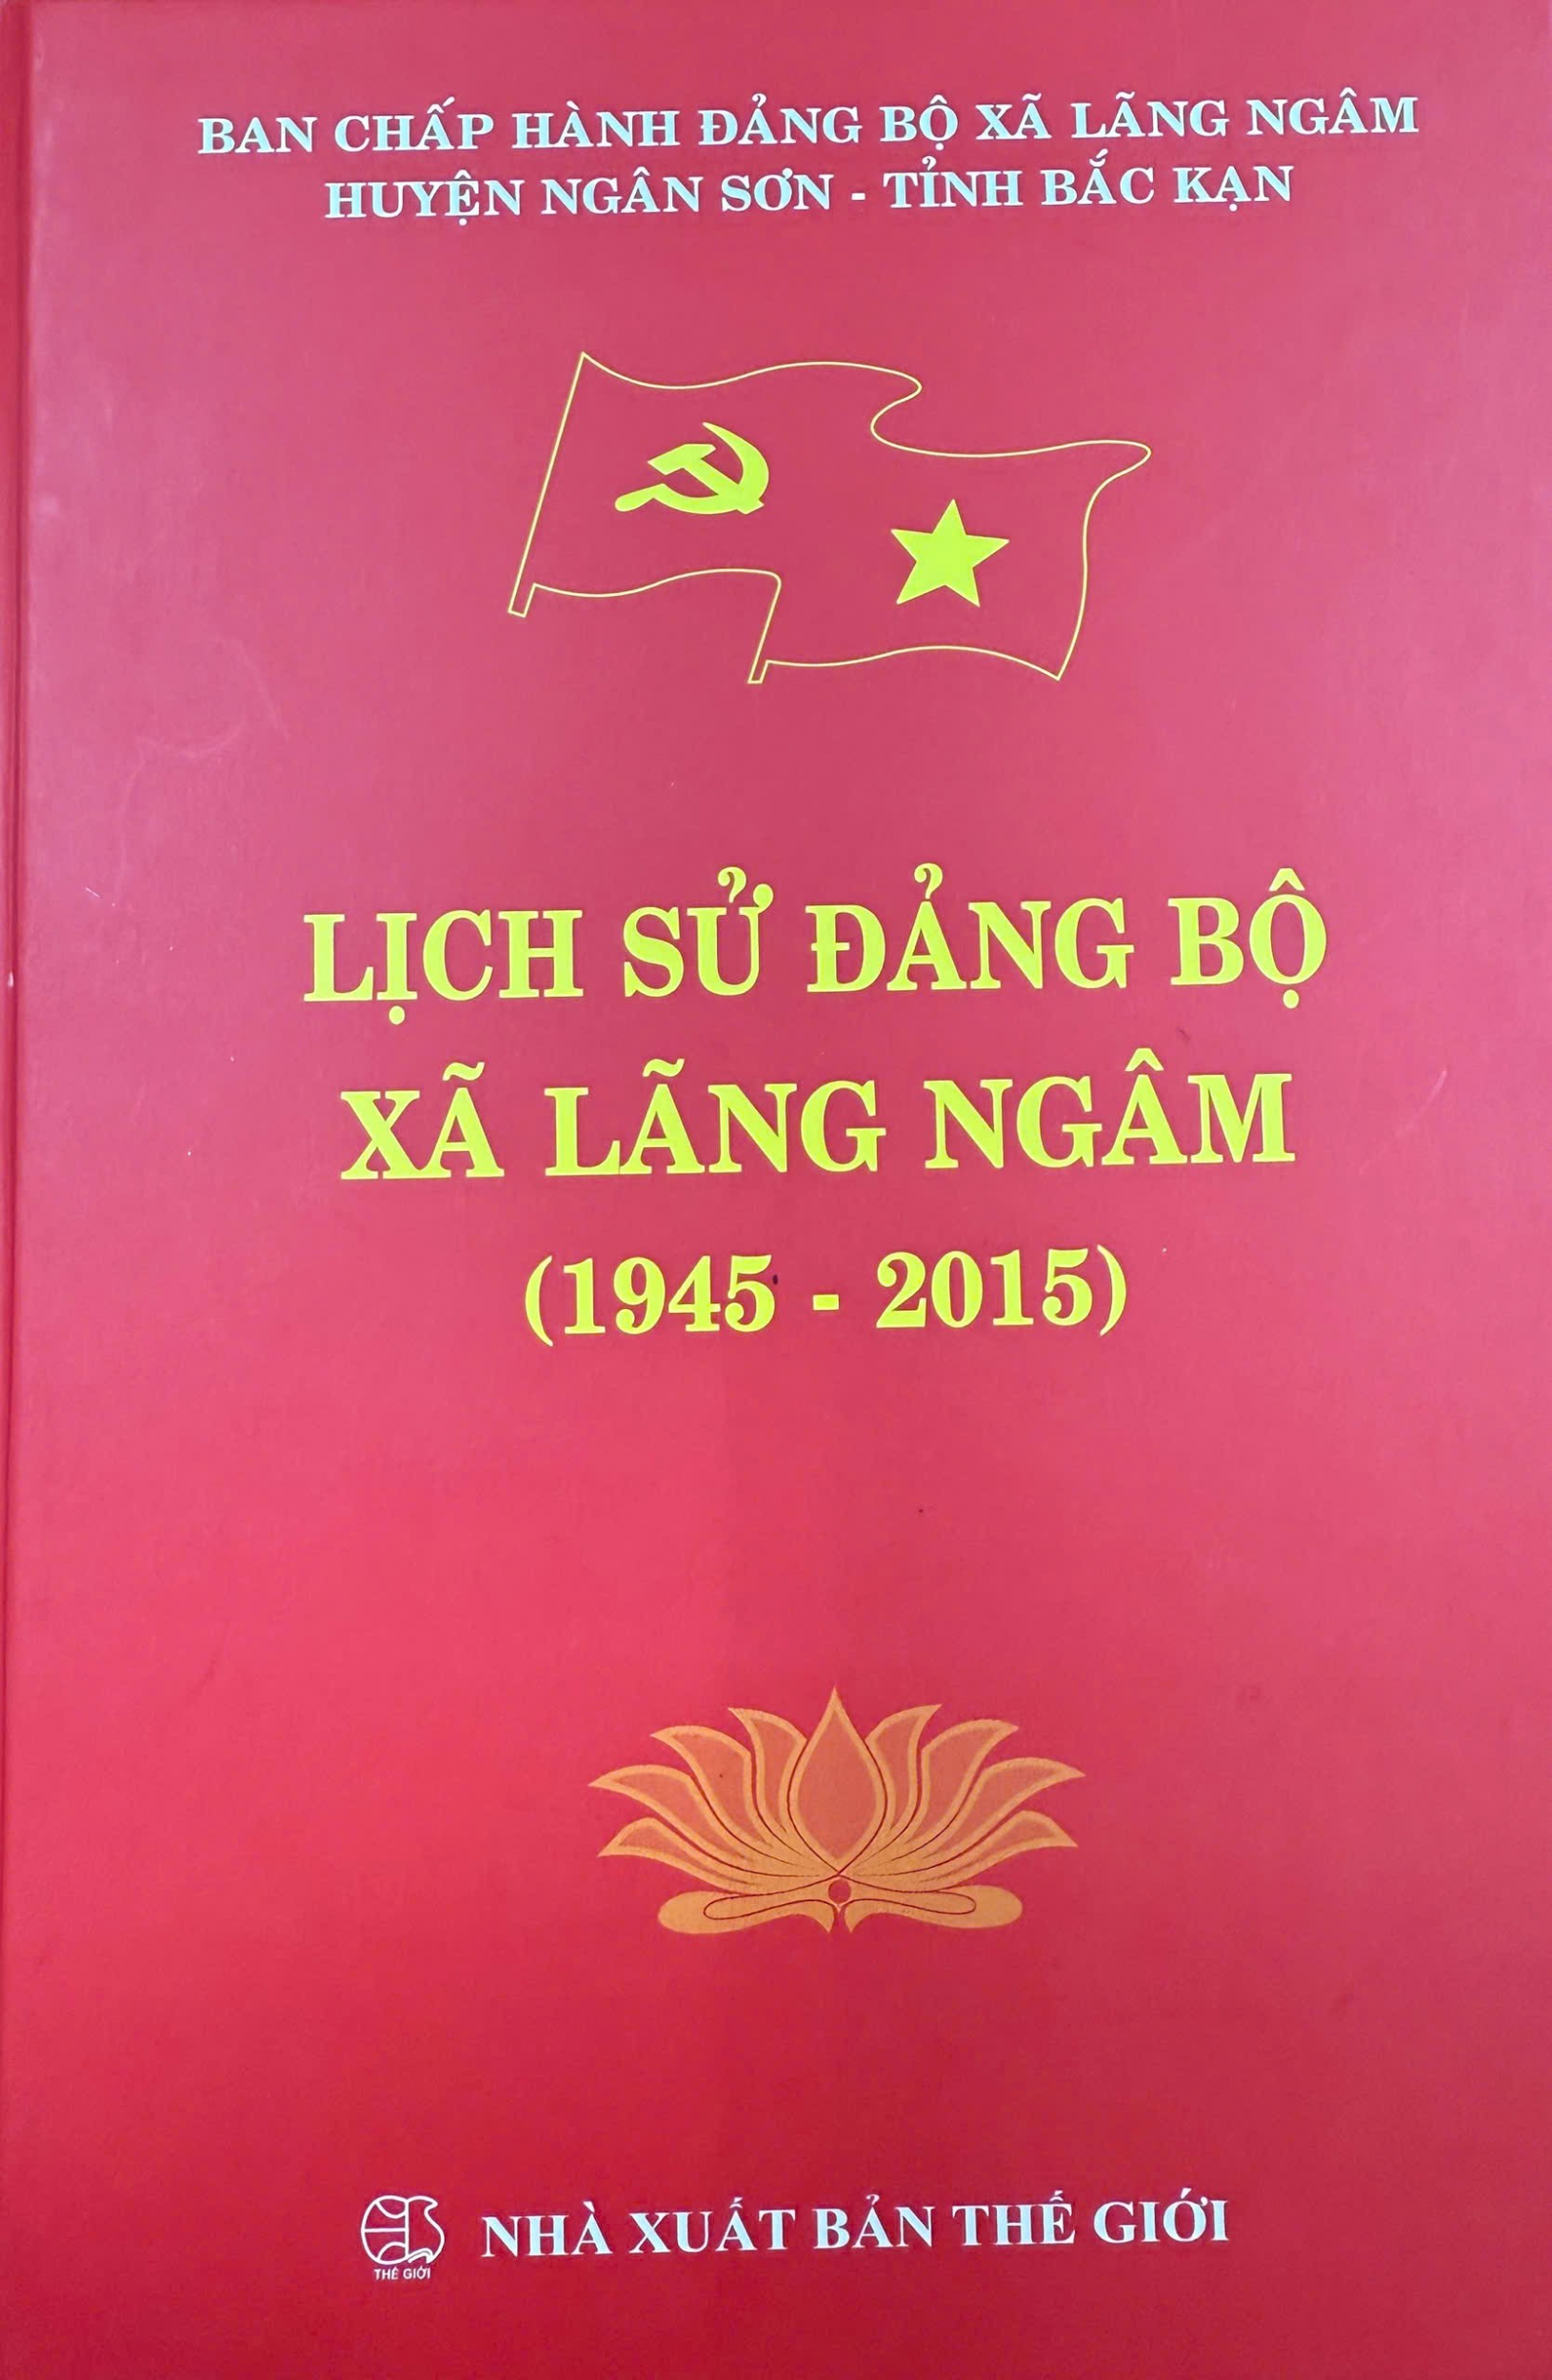 BAN CHẤP HÀNH ĐẢNG BỘ XÃ LÃNG NGÂM
HUYỆN NGÂN SƠN - TỈNH BẮC KẠN
LỊCH SỬ ĐẢNG BỘ
XÃ LÃNG NGÂM
(1945 - 2015)
NHÀ XUẤT BẢN THẾ GIỚI
THẾ GIỚI